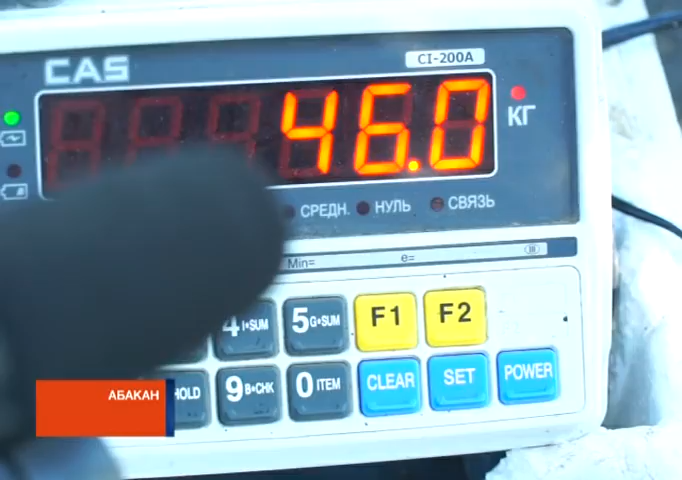 CAS
CI-200A
46.0
КГ
СРЕДН.
НУЛЬ
СВЯЗЬ
Min=
e=
4 I•SUM
5 G•SUM
F1
F2
HOLD
9 B•CHK
0 ITEM
CLEAR
SET
POWER
АБАКАН